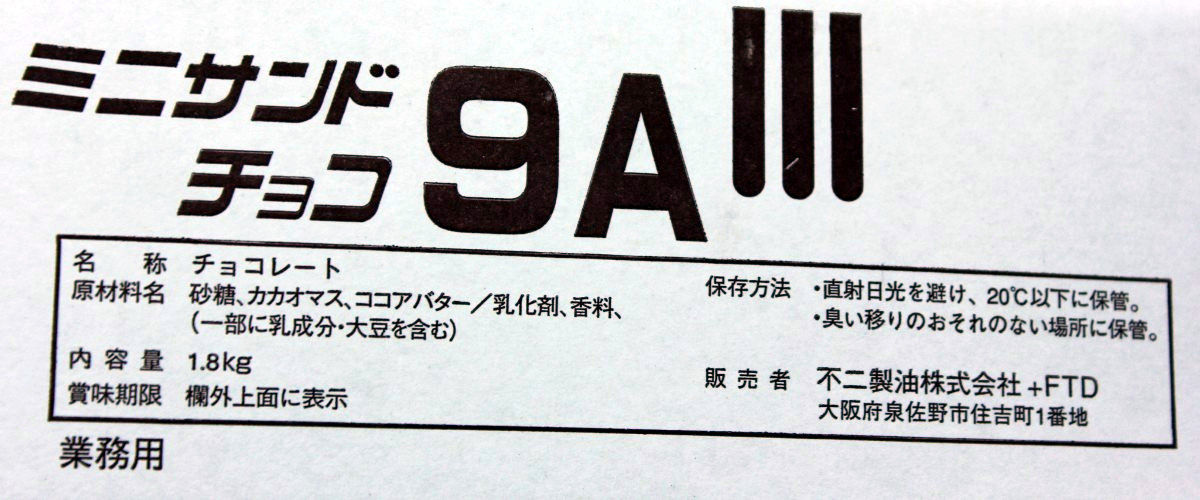 ミニサンド
チョコ 9A
名称 チョコレート
原材料名 砂糖、カカオマス、ココアバター／乳化剤、香料、
（一部に乳成分・大豆を含む）
内容量 1.8kg
賞味期限 欄外上面に表示
保存方法 ・直射日光を避け、20℃以下に保管。
・臭い移りのおそれのない場所に保管。
販売者 不二製油株式会社 +FTD
大阪府泉佐野市住吉町1番地
業務用